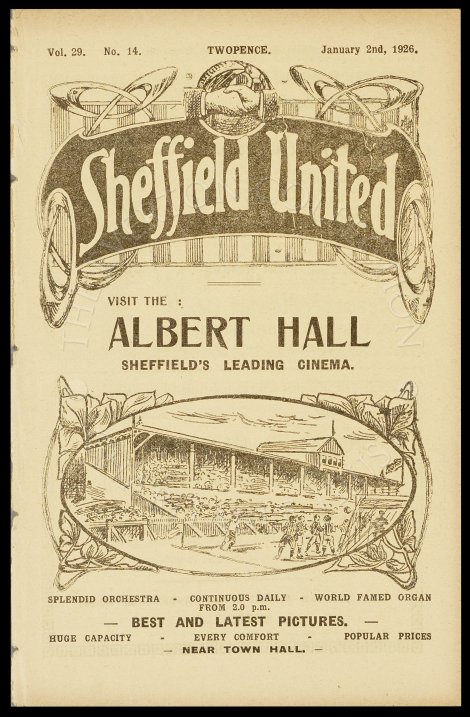 Vol. 29. No. 14. TWOPENCE. January 2nd, 1926.
Sheffield United
VISIT THE :
ALBERT HALL
SHEFFIELD'S LEADING CINEMA.
SPLENDID ORCHESTRA - CONTINUOUS DAILY - WORLD FAMED ORGAN
FROM 2.0 p.m.
— BEST AND LATEST PICTURES. —
HUGE CAPACITY - EVERY COMFORT - POPULAR PRICES
— NEAR TOWN HALL. —